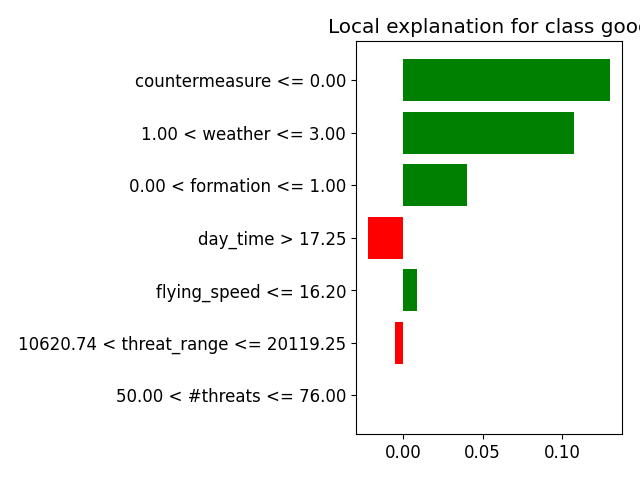 Local explanation for class good
countermeasure <= 0.00
1.00 < weather <= 3.00
0.00 < formation <= 1.00
day_time > 17.25
flying_speed <= 16.20
10620.74 < threat_range <= 20119.25
50.00 < #threats <= 76.00
0.00 0.05 0.10